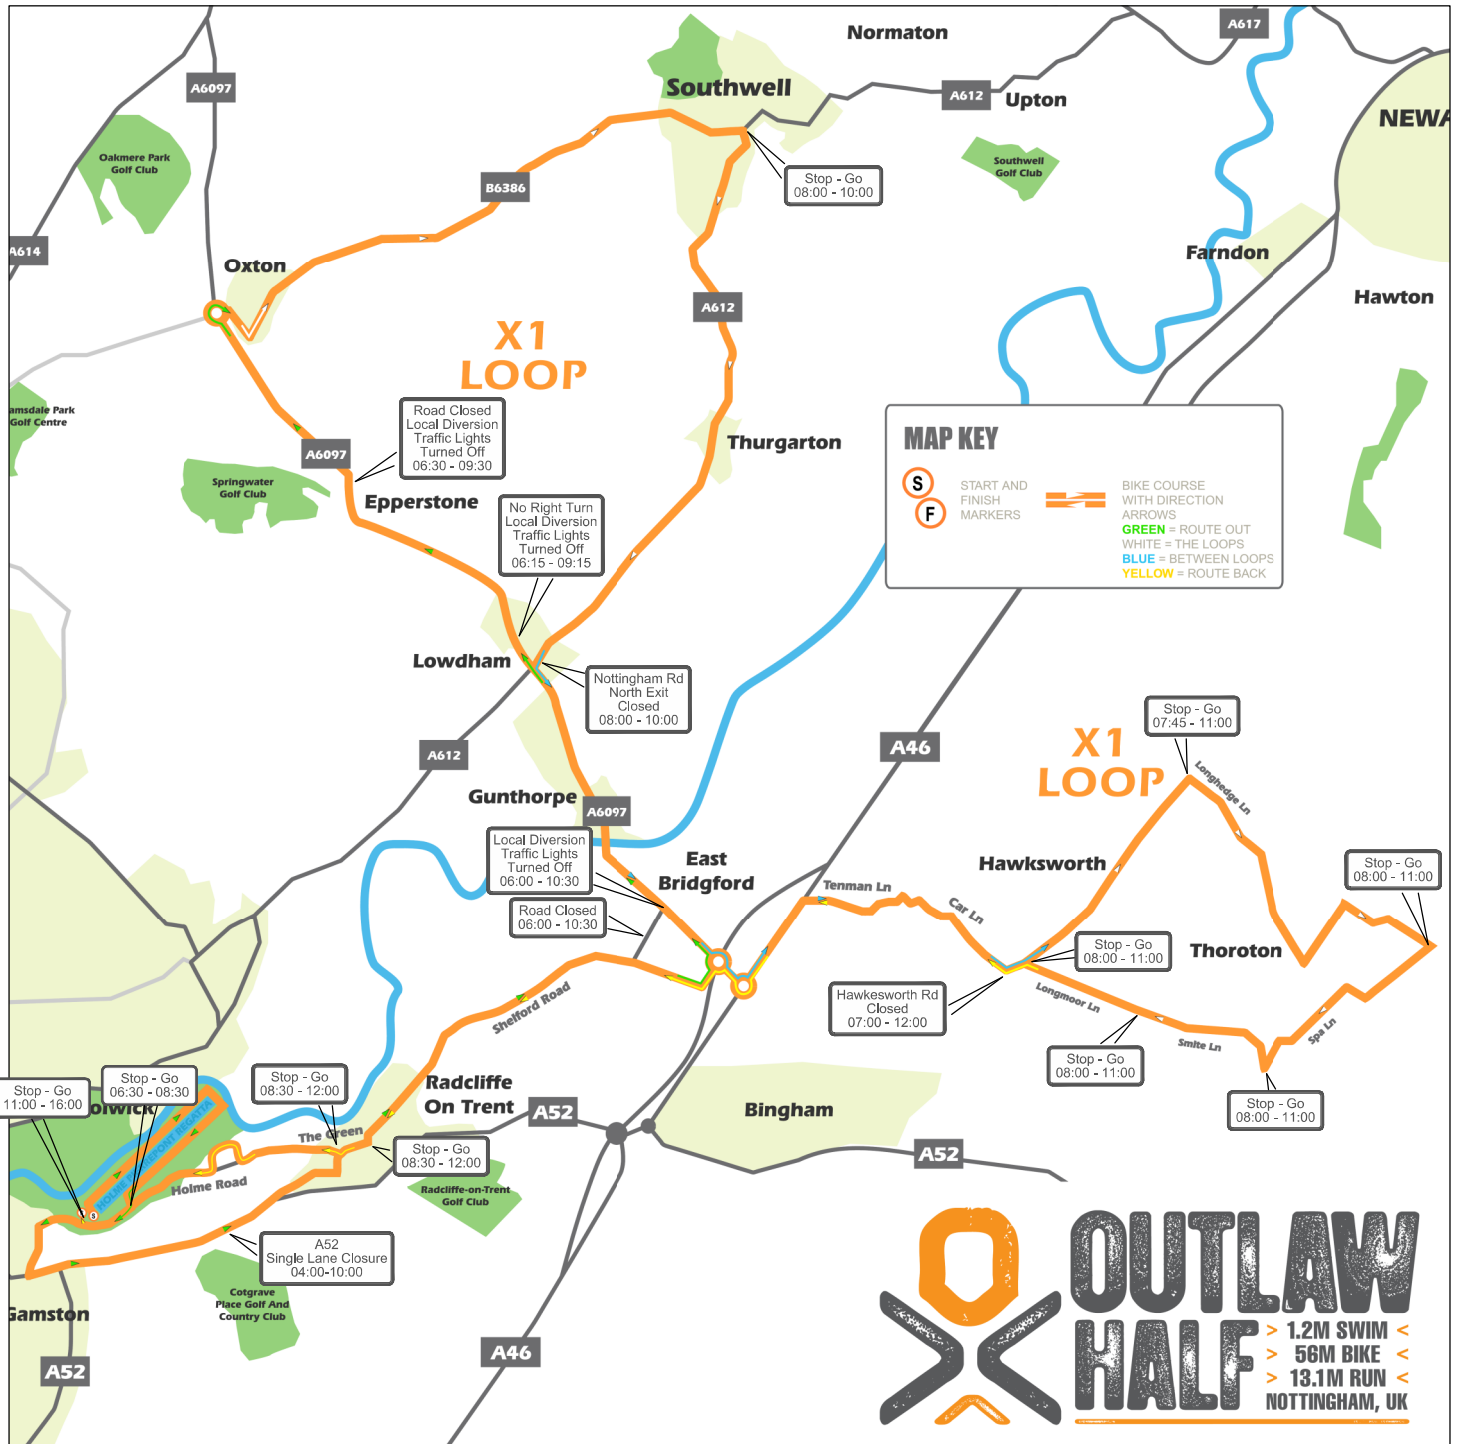 Normaton
A617
A6097
Southwell
A612
Upton
NEWA
Oakmere Park
Golf Club
Southwell
Golf Club
Stop - Go
08:00 - 10:00
B6386
A614
Oxton
Farndon
Hawton
A612
X1
LOOP
amsdale Park
Golf Centre
Road Closed
Local Diversion
Traffic Lights
Turned Off
06:30 - 09:30
Thurgarton
MAP KEY
S
F
START AND
FINISH
MARKERS
BIKE COURSE
WITH DIRECTION
ARROWS
GREEN = ROUTE OUT
WHITE = THE LOOPS
BLUE = BETWEEN LOOPS
YELLOW = ROUTE BACK
A6097
Springwater
Golf Club
Epperstone
No Right Turn
Local Diversion
Traffic Lights
Turned Off
06:15 - 09:15
Lowdham
Nottingham Rd
North Exit
Closed
08:00 - 10:00
Stop - Go
07:45 - 11:00
A46
A612
X1
LOOP
Longhedge Ln
Gunthorpe
A6097
Local Diversion
Traffic Lights
Turned Off
06:00 - 10:30
East
Bridgford
Hawksworth
Stop - Go
08:00 - 11:00
Tenman Ln
Car Ln
Road Closed
06:00 - 10:30
Stop - Go
08:00 - 11:00
Thoroton
Shelford Road
Hawkesworth Rd
Closed
07:00 - 12:00
Longmoor Ln
Smite Ln
Spa Ln
Stop - Go
08:00 - 11:00
Stop - Go
11:00 - 16:00
Stop - Go
06:30 - 08:30
Stop - Go
08:30 - 12:00
Radcliffe
On Trent
A52
Bingham
Stop - Go
08:00 - 11:00
olwick
HOLME PIERREPONT REGATTA
The Green
Stop - Go
08:30 - 12:00
A52
Holme Road
Radcliffe-on-Trent
Golf Club
S
A52
Single Lane Closure
04:00-10:00
Cotgrave
Place Golf And
Country Club
Gamston
A52
A46
OUTLAW
HALF
> 1.2M SWIM <
> 56M BIKE <
> 13.1M RUN <
NOTTINGHAM, UK